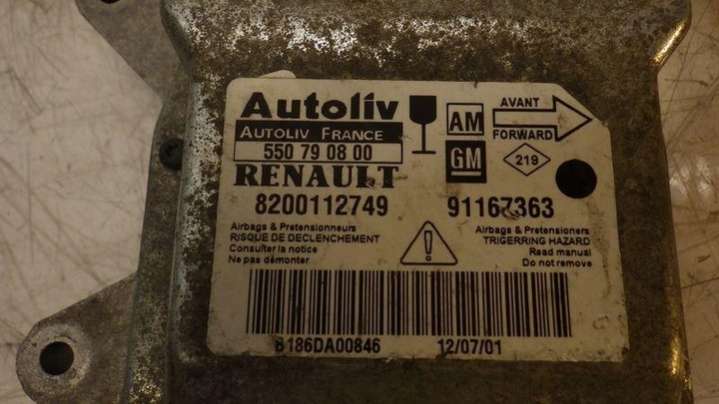 Autoliv
AUTOLIV FRANCE
550 79 08 00
RENAULT
8200112749
AM
GM
AVANT
FORWARD
219
91167363
Airbags & Pretensionneurs
RISQUE DE DECLENCHEMENT
Consulter la notice
Ne pas démonter
Airbags & Pretensioners
TRIGERRING HAZARD
Read manual
Do not remove
B186DA00846
12/07/01